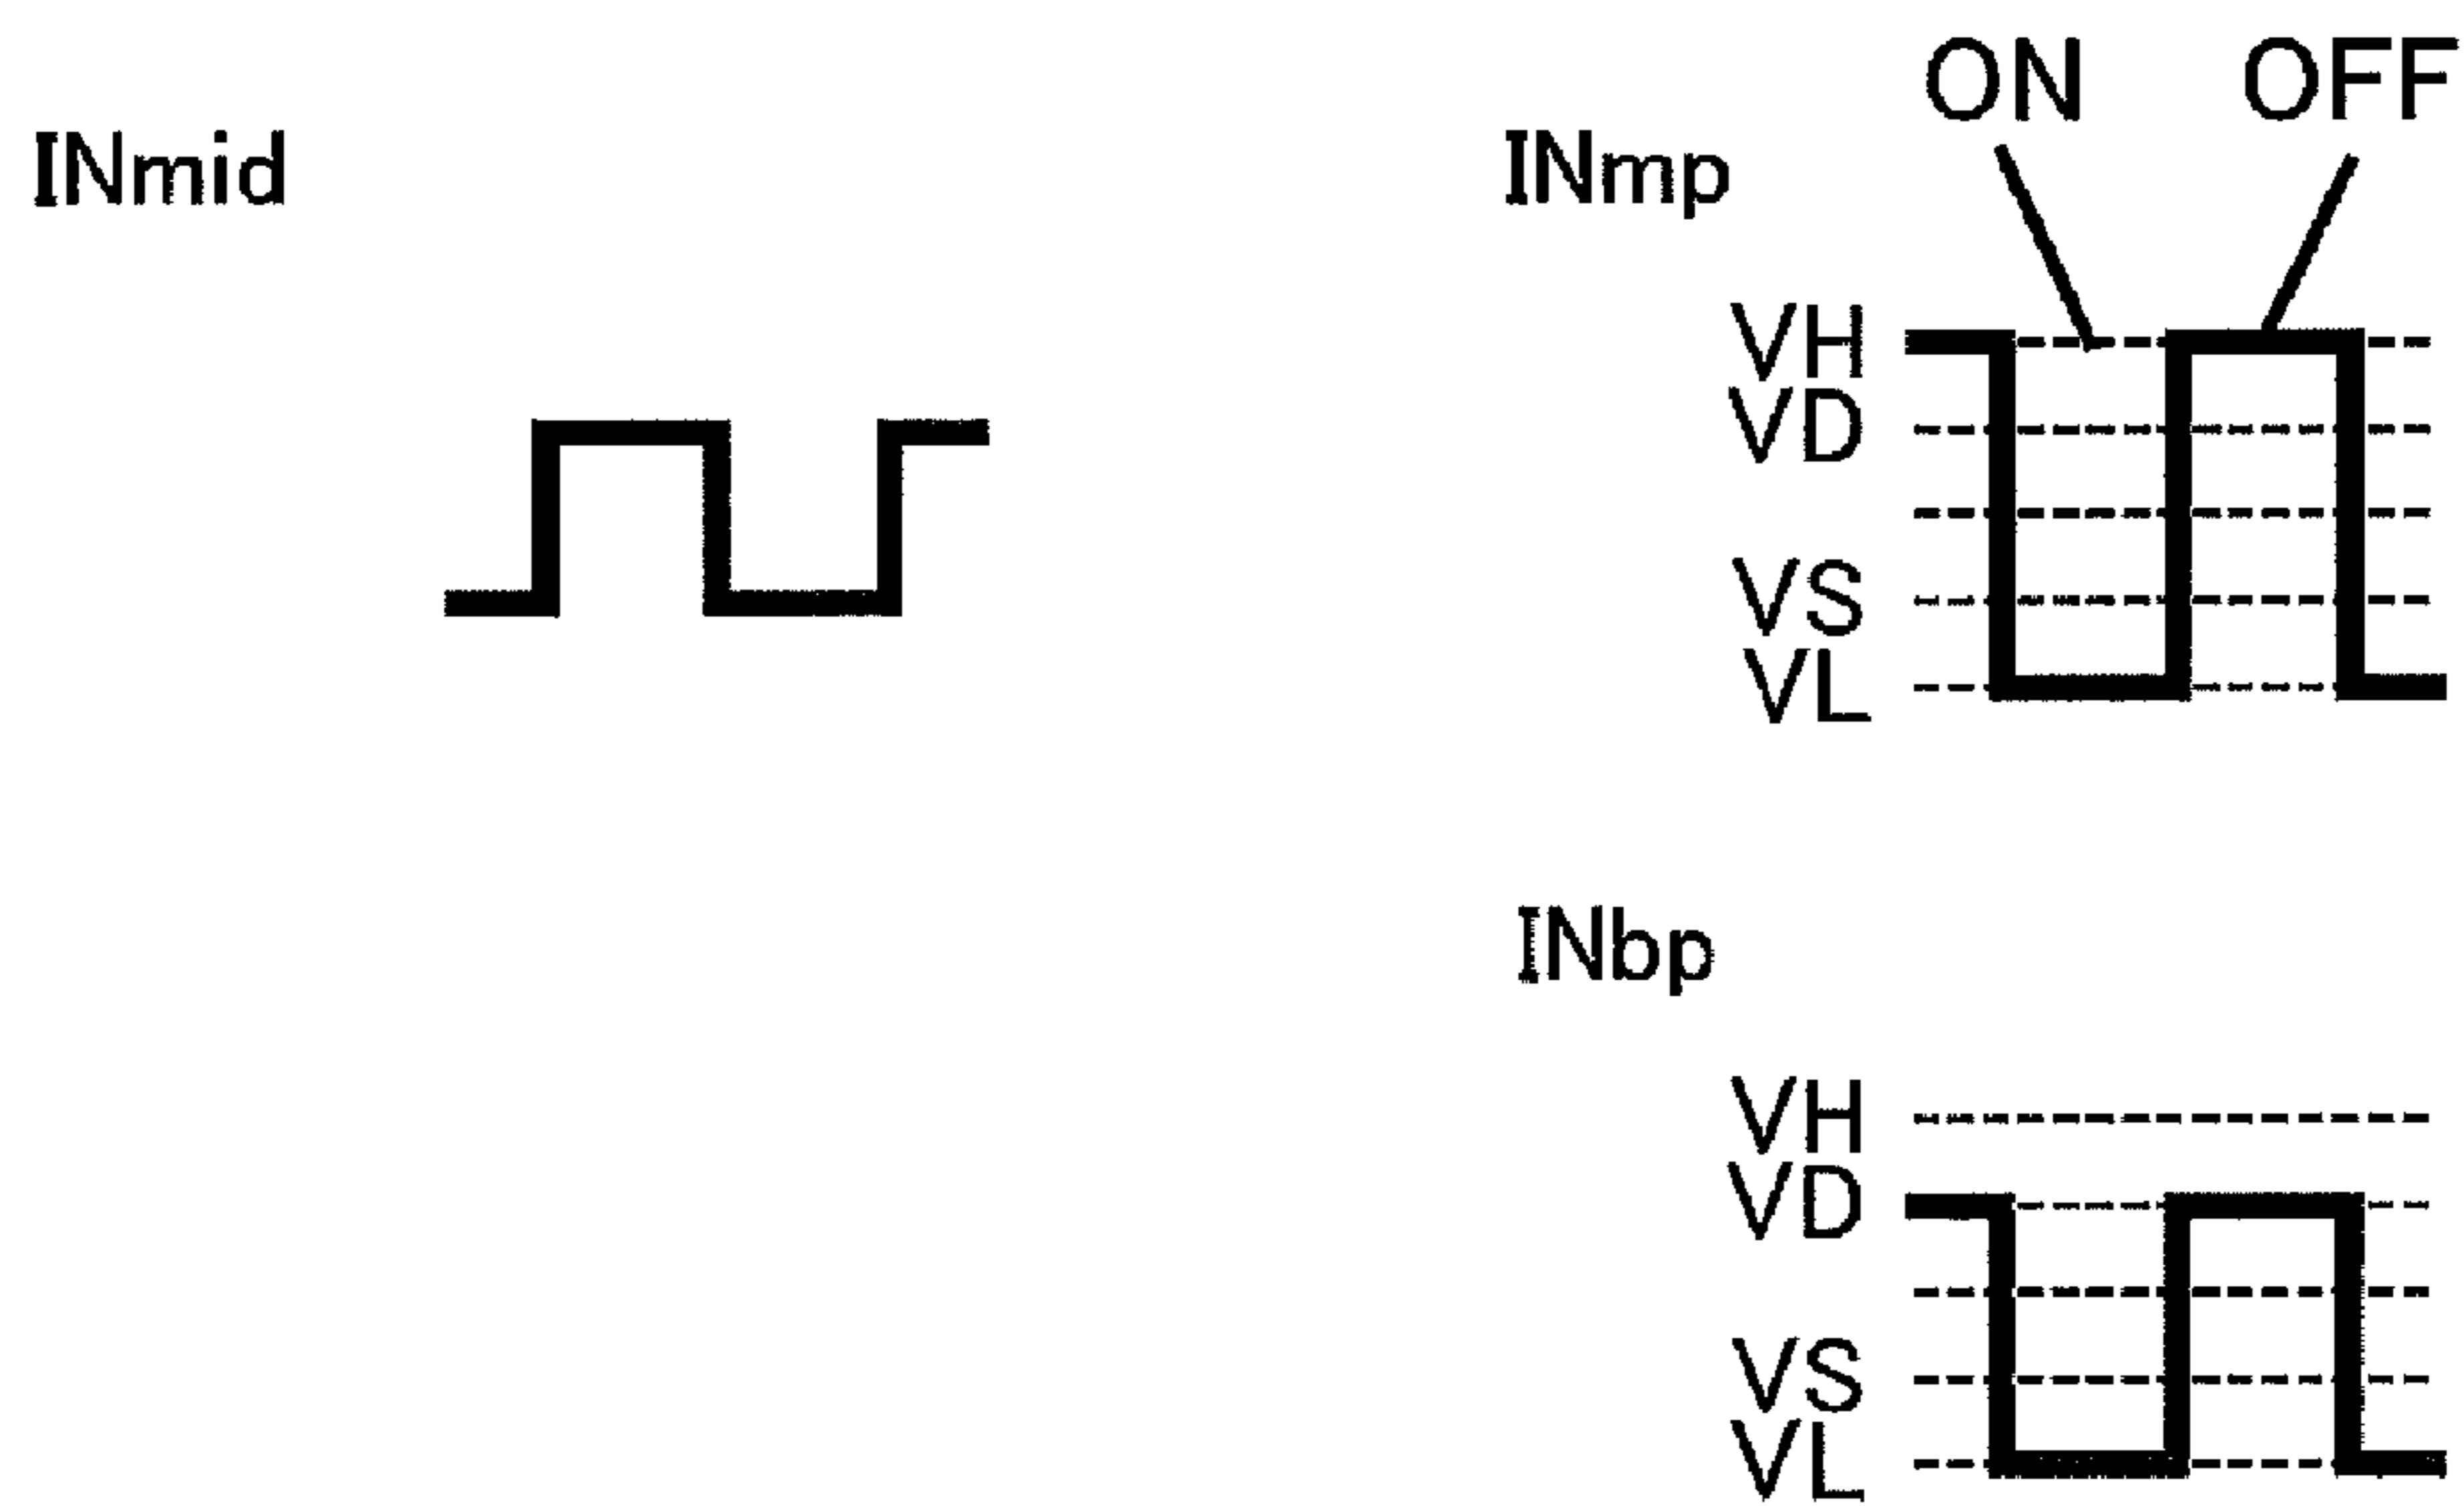 ON OFF
INmid
INmp
VH
VD
VS
VL
INbp
VH
VD
VS
VL